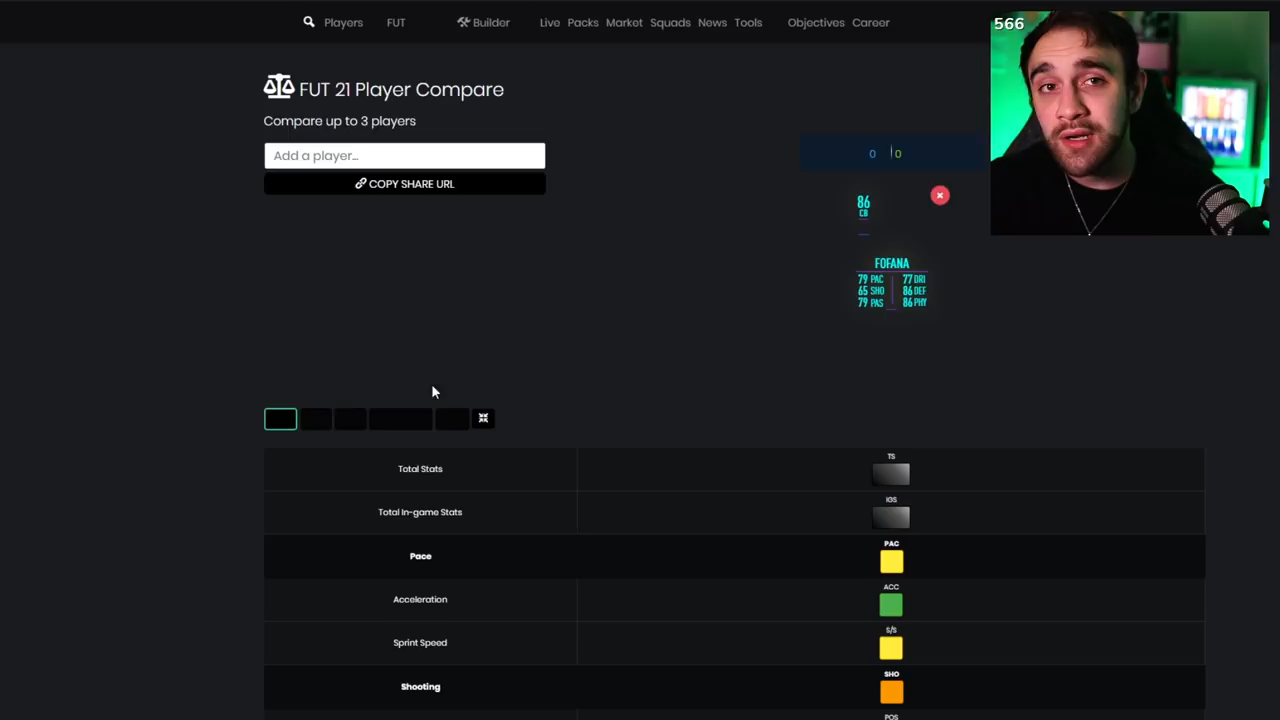 Players FUT Builder Live Packs Market Squads News Tools Objectives Career
566
FUT 21 Player Compare
Compare up to 3 players
Add a player...
COPY SHARE URL
0 0
86
CB
FOFANA
79 PAC 77 DRI
65 SHO 86 DEF
79 PAS 86 PHY
Total Stats TS
Total In-game Stats IGS
Pace PAC
Acceleration ACC
Sprint Speed S/S
Shooting SHO
POS